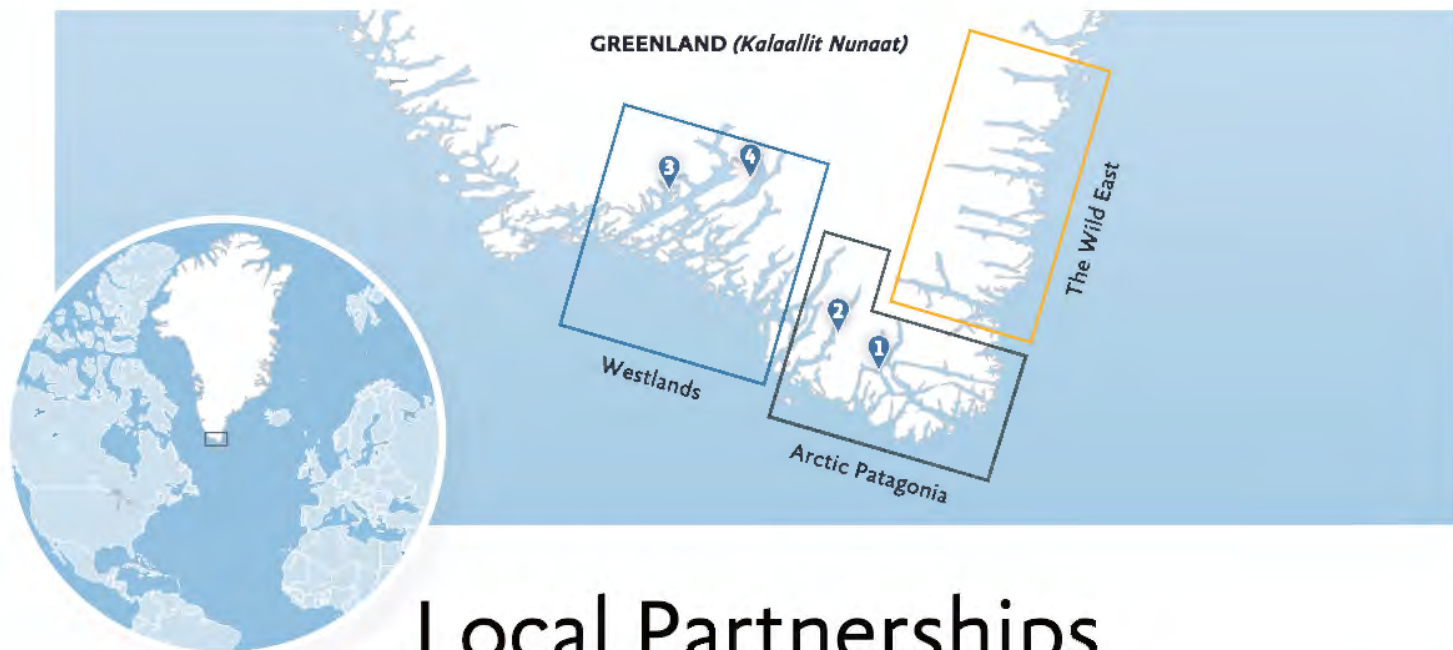 GREENLAND (Kalaallit Nunaat)
3
4
The Wild East
2
1
Westlands
Arctic Patagonia
Local Partnerships